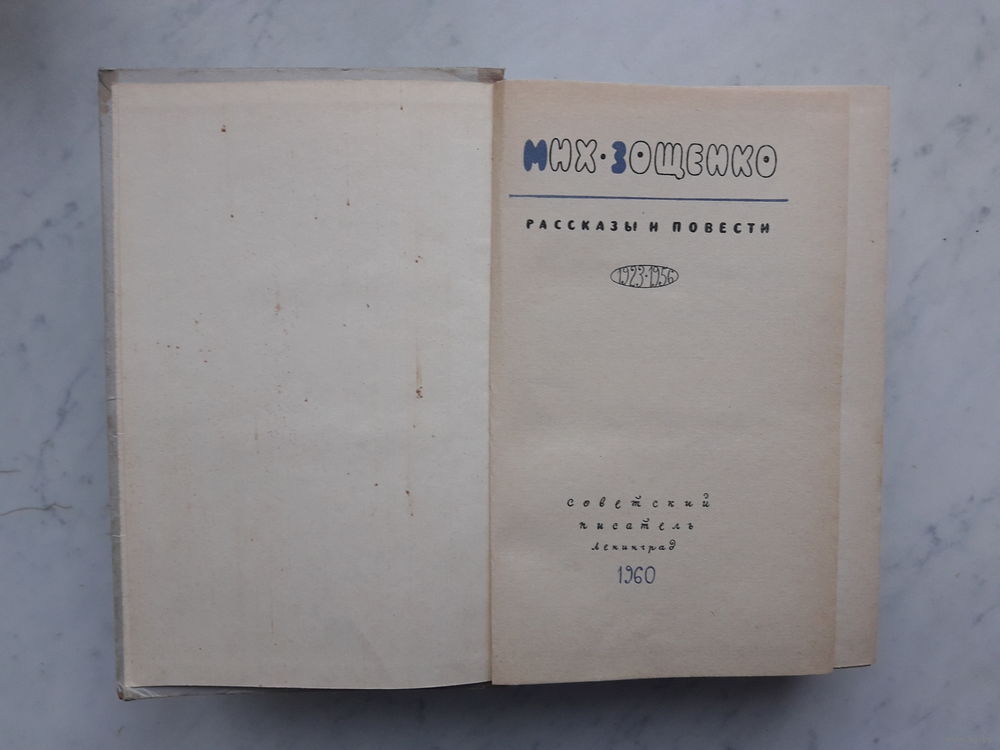 Мих·Зощенко
РАССКАЗЫ И ПОВЕСТИ
1923-1956
советский
писатель
Ленинград
1960